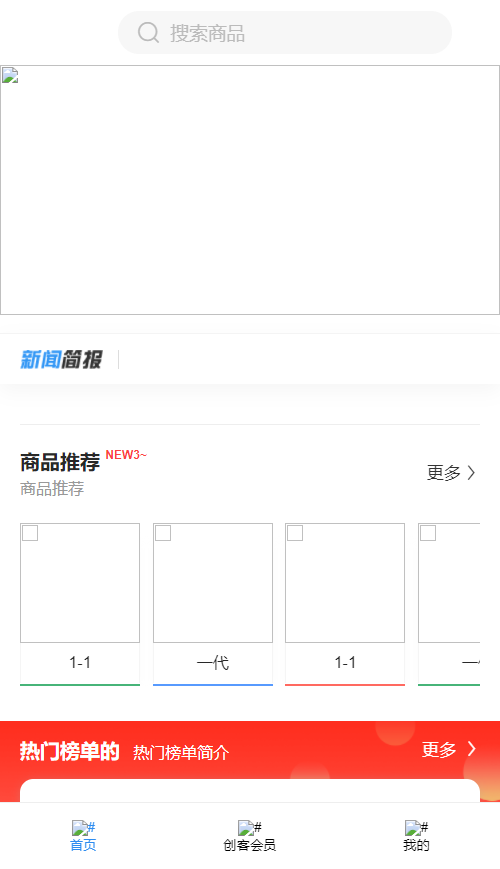 搜索商品
新闻简报
商品推荐 NEW3~
商品推荐
更多
1-1
一代
1-1
热门榜单的 热门榜单简介 更多
# # #
首页 创客会员 我的